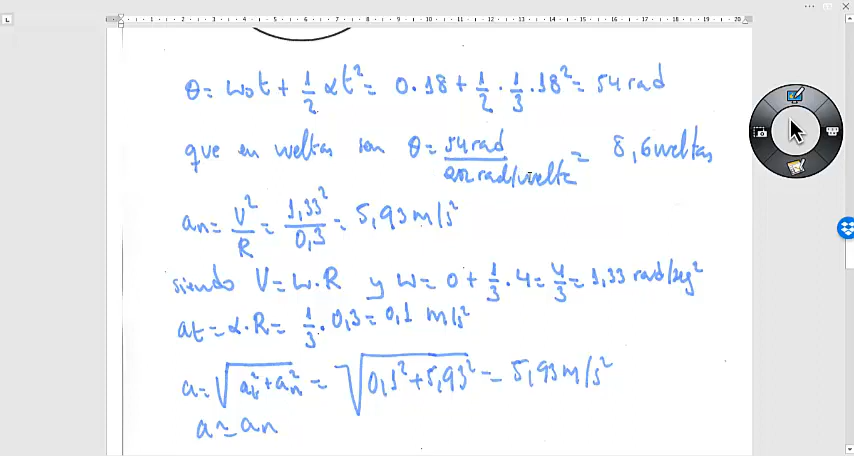 θ = ω₀t + 1/2 αt² = 0·18 + 1/2 · 1/3 · 18² = 54 rad
que en vueltas son θ = 54 rad / 2π rad/vuelta = 8,6 vueltas
an = V²/R = 1,33²/0,3 = 5,93 m/s²
siendo V = ω·R y ω = 0 + 1/3 · 4 = 4/3 = 1,33 rad/seg²
at = α·R = 1/3 · 0,3 = 0,1 m/s²
a = √(at² + an²) = √(0,1² + 5,93²) = 5,93 m/s²
a ≈ an